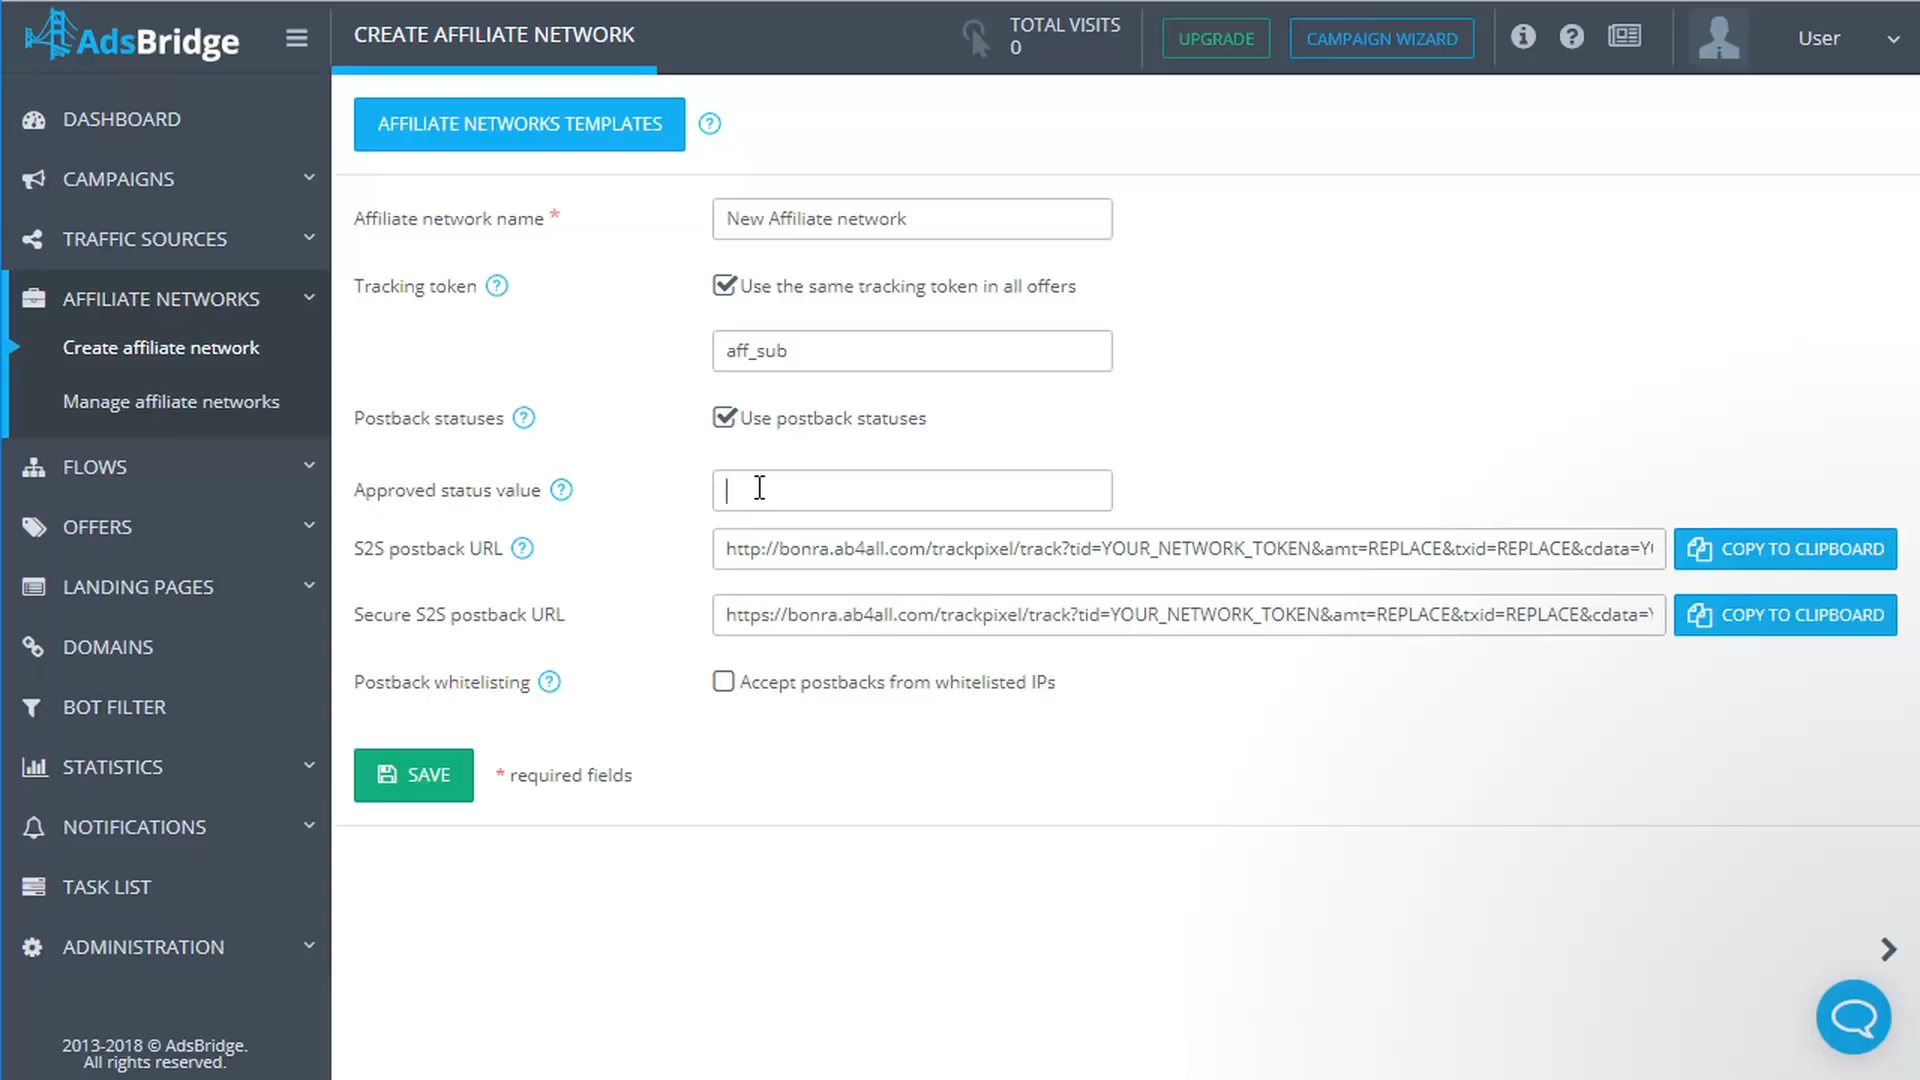 AdsBridge
CREATE AFFILIATE NETWORK
TOTAL VISITS
0
UPGRADE
CAMPAIGN WIZARD
User
DASHBOARD
CAMPAIGNS
TRAFFIC SOURCES
AFFILIATE NETWORKS
Create affiliate network
Manage affiliate networks
FLOWS
OFFERS
LANDING PAGES
DOMAINS
BOT FILTER
STATISTICS
NOTIFICATIONS
TASK LIST
ADMINISTRATION
2013-2018 © AdsBridge.
All rights reserved.
AFFILIATE NETWORKS TEMPLATES ?
Affiliate network name * New Affiliate network
Tracking token ? Use the same tracking token in all offers
aff_sub
Postback statuses ? Use postback statuses
Approved status value ?
S2S postback URL ? http://bonra.ab4all.com/trackpixel/track?tid=YOUR_NETWORK_TOKEN&amt=REPLACE&txid=REPLACE&cdata=Y COPY TO CLIPBOARD
Secure S2S postback URL https://bonra.ab4all.com/trackpixel/track?tid=YOUR_NETWORK_TOKEN&amt=REPLACE&txid=REPLACE&cdata= COPY TO CLIPBOARD
Postback whitelisting ? Accept postbacks from whitelisted IPs
SAVE * required fields